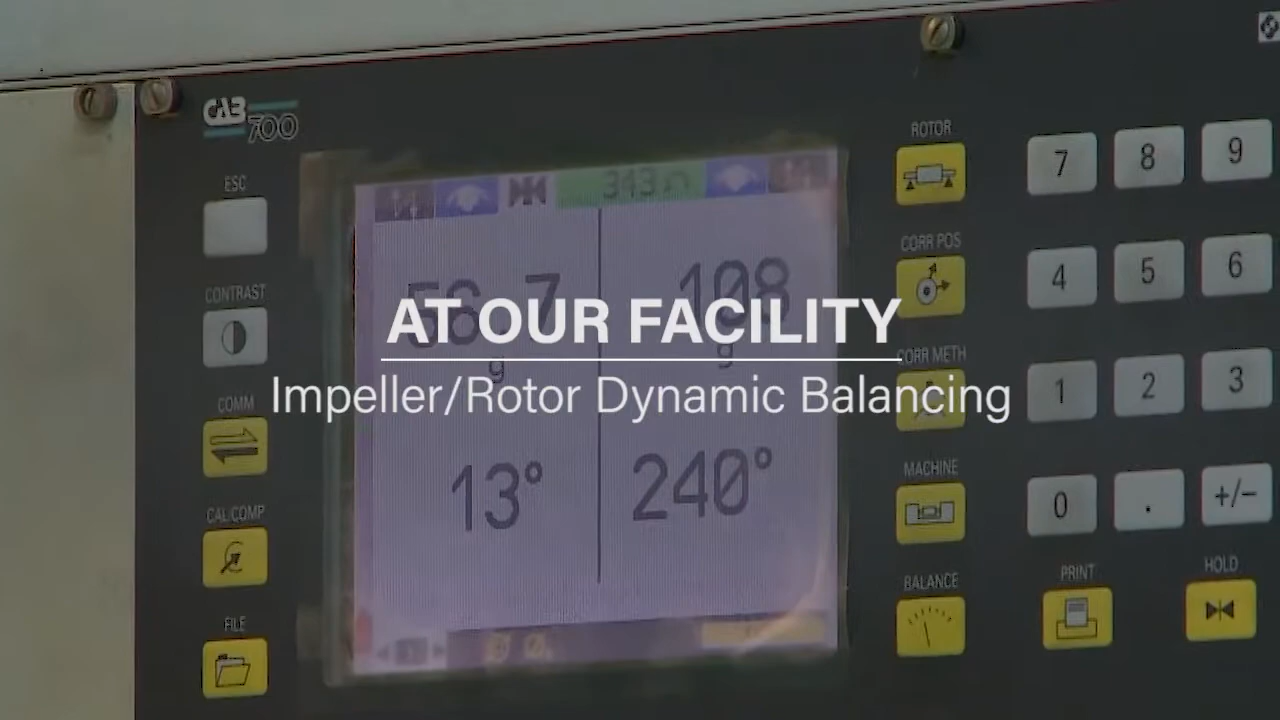 CAB
700
ESC
CONTRAST
COMM
CAL/COMP
FILE
343
56.7
g
108
g
13°
240°
AT OUR FACILITY
Impeller/Rotor Dynamic Balancing
ROTOR
CORR POS
CORR METH
MACHINE
BALANCE
7 8 9
4 5 6
1 2 3
0 . +/-
PRINT
HOLD